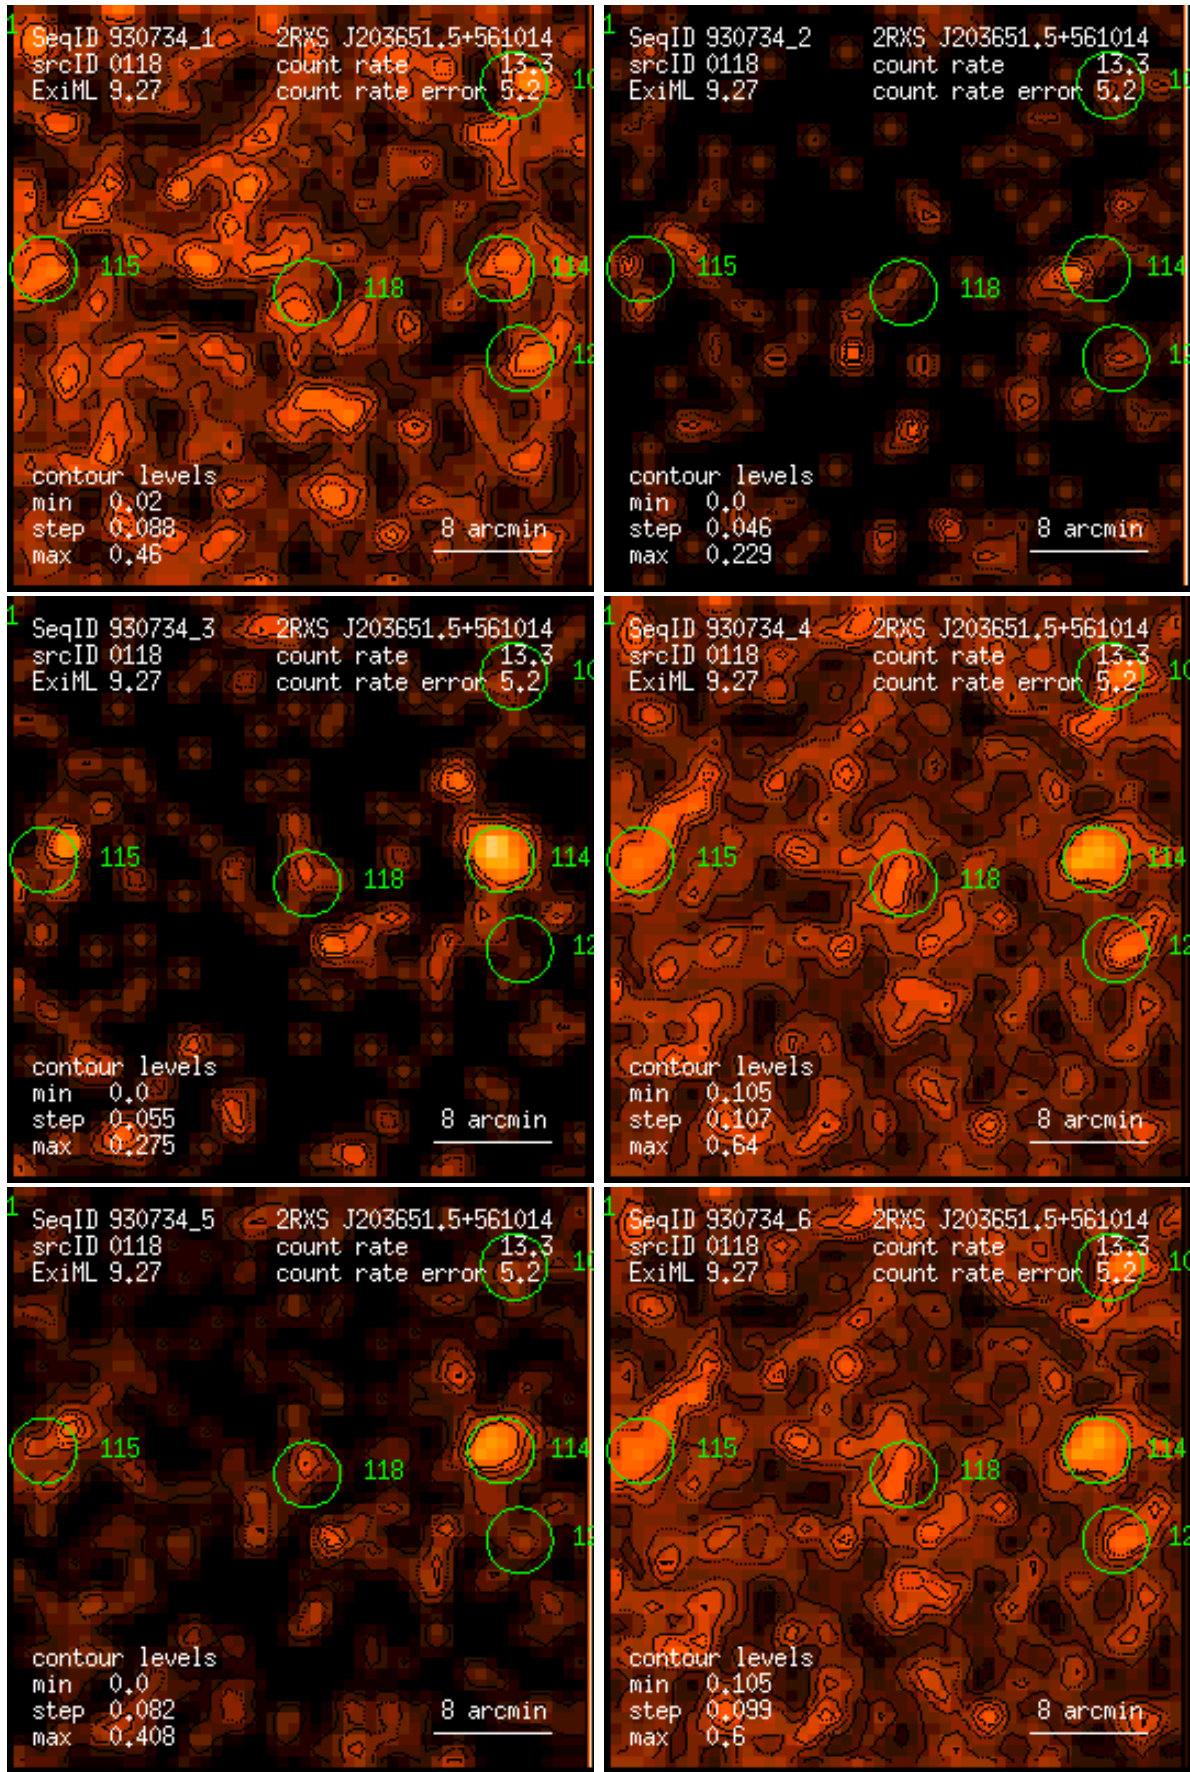 1
SeqID 930734_1 2RXS J203651.5+561014
srcID 0118 count rate 13.3
ExiML 9.27 count rate error 5.2
10
115
118
114
12
contour levels
min 0.02
step 0.088
max 0.46
8 arcmin
1
SeqID 930734_2 2RXS J203651.5+561014
srcID 0118 count rate 13.3
ExiML 9.27 count rate error 5.2
115
118
114
contour levels
min 0.0
step 0.046
max 0.229
8 arcmin
1
SeqID 930734_3 2RXS J203651.5+561014
srcID 0118 count rate 13.3
ExiML 9.27 count rate error 5.2
10
115
118
114
12
contour levels
min 0.0
step 0.055
max 0.275
8 arcmin
1
SeqID 930734_4 2RXS J203651.5+561014
srcID 0118 count rate 13.3
ExiML 9.27 count rate error 5.2
10
115
118
114
12
contour levels
min 0.105
step 0.107
max 0.64
8 arcmin
1
SeqID 930734_5 2RXS J203651.5+561014
srcID 0118 count rate 13.3
ExiML 9.27 count rate error 5.2
10
115
118
114
12
contour levels
min 0.0
step 0.082
max 0.408
8 arcmin
1
SeqID 930734_6 2RXS J203651.5+561014
srcID 0118 count rate 13.3
ExiML 9.27 count rate error 5.2
10
115
118
114
12
contour levels
min 0.105
step 0.099
max 0.6
8 arcmin